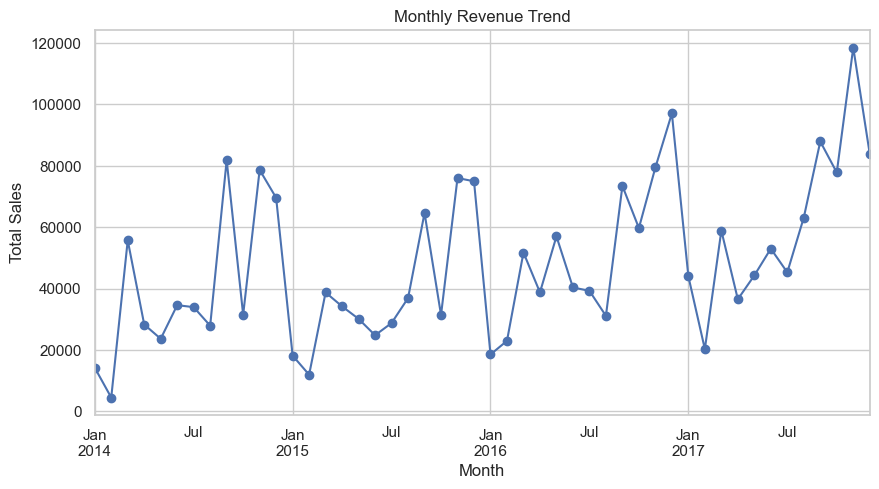 Monthly Revenue Trend
120000
100000
80000
60000
40000
20000
0
Total Sales
Jan
2014
Jul
Jan
2015
Jul
Jan
2016
Jul
Jan
2017
Jul
Month